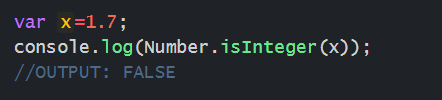 var x=1.7;
console.log(Number.isInteger(x));
//OUTPUT: FALSE